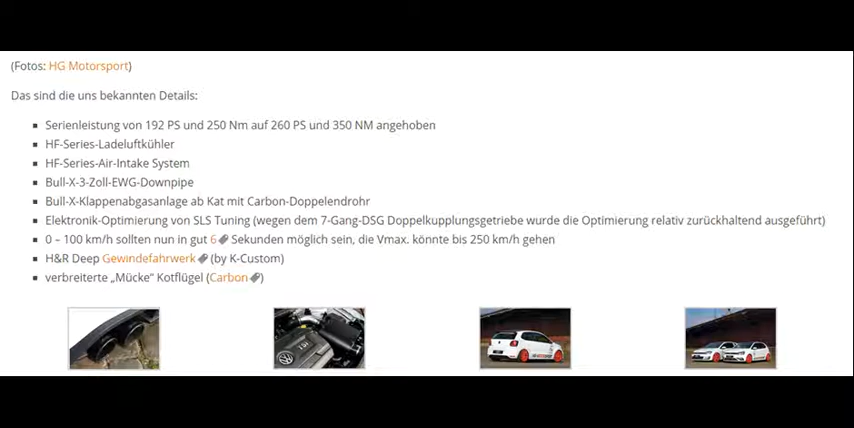 (Fotos: HG Motorsport)
Das sind die uns bekannten Details:
Serienleistung von 192 PS und 250 Nm auf 260 PS und 350 NM angehoben
HF-Series-Ladeluftkühler
HF-Series-Air-Intake System
Bull-X-3-Zoll-EWG-Downpipe
Bull-X-Klappenabgasanlage ab Kat mit Carbon-Doppelendrohr
Elektronik-Optimierung von SLS Tuning (wegen dem 7-Gang-DSG Doppelkupplungsgetriebe wurde die Optimierung relativ zurückhaltend ausgeführt)
0 – 100 km/h sollten nun in gut 6 Sekunden möglich sein, die Vmax. könnte bis 250 km/h gehen
H&R Deep Gewindefahrwerk (by K-Custom)
verbreiterte „Mücke“ Kotflügel (Carbon)